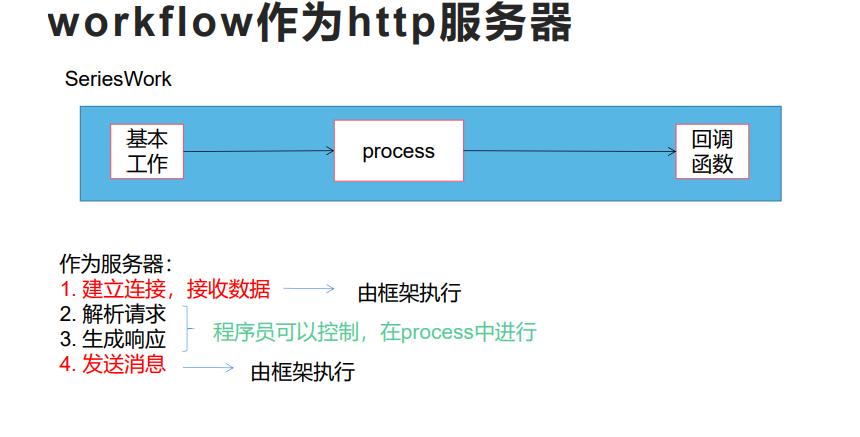 workflow作为http服务器
SeriesWork
基本
工作
process
回调
函数
作为服务器：
1. 建立连接，接收数据
由框架执行
2. 解析请求
3. 生成响应
程序员可以控制，在process中进行
4. 发送消息
由框架执行